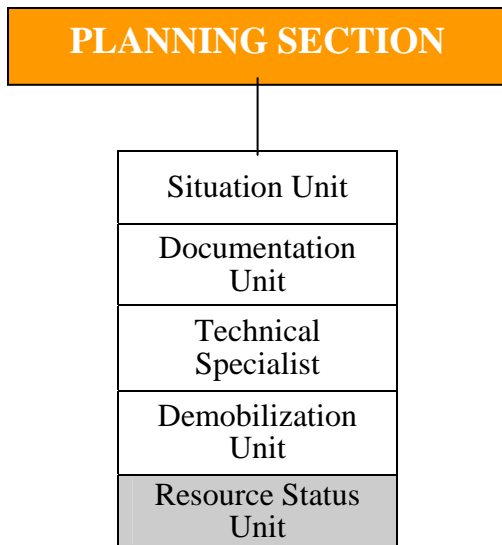 PLANNING SECTION
Situation Unit
Documentation
Unit
Technical
Specialist
Demobilization
Unit
Resource Status
Unit